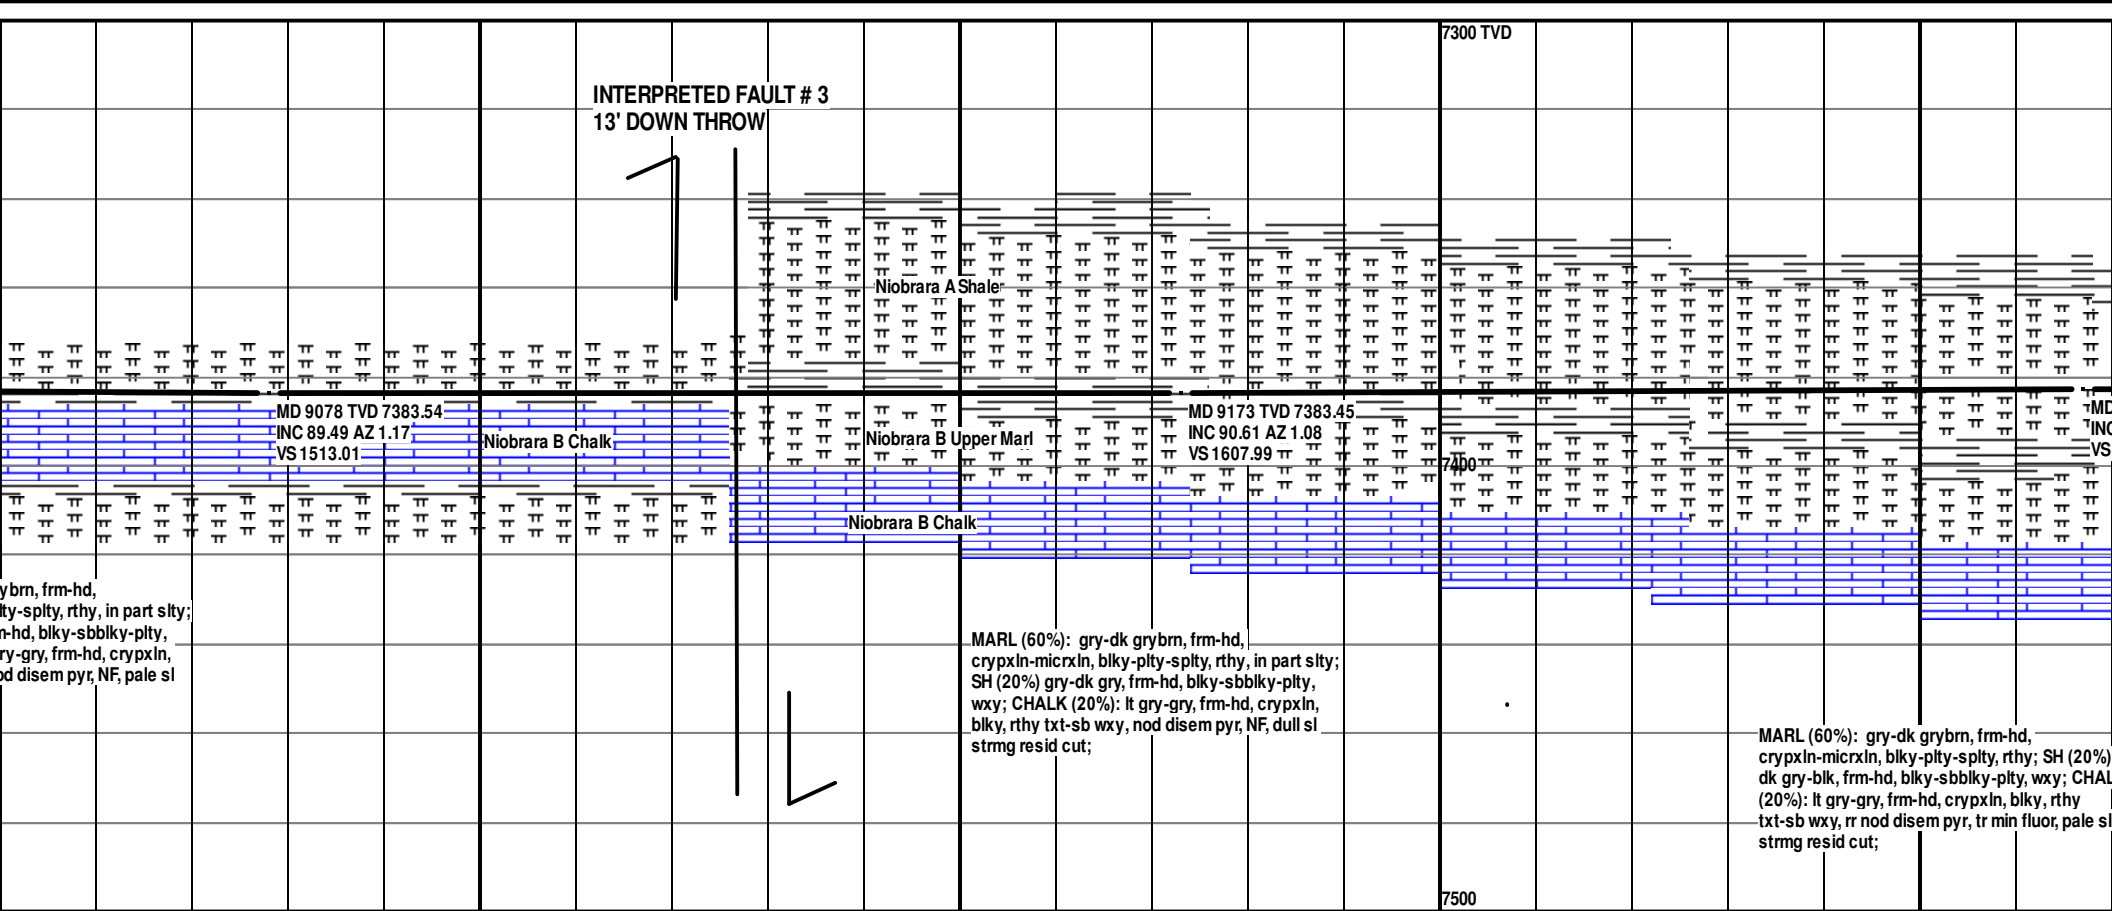 7300 TVD
INTERPRETED FAULT # 3
13' DOWN THROW
Niobrara A Shale
MD 9078 TVD 7383.54
INC 89.49 AZ 1.17
VS 1513.01
Niobrara B Chalk
Niobrara B Upper Marl
MD 9173 TVD 7383.45
INC 90.61 AZ 1.08
VS 1607.99
7400
MD
INC
VS
Niobrara B Chalk
ybrn, frm-hd,
lty-splty, rthy, in part slty;
m-hd, blky-sbblky-plty,
ry-gry, frm-hd, crypxln,
od disem pyr, NF, pale sl
MARL (60%): gry-dk grybrn, frm-hd,
crypxln-micrxln, blky-plty-splty, rthy, in part slty;
SH (20%) gry-dk gry, frm-hd, blky-sbblky-plty,
wxy; CHALK (20%): lt gry-gry, frm-hd, crypxln,
blky, rthy txt-sb wxy, nod disem pyr, NF, dull sl
strmg resid cut;
MARL (60%): gry-dk grybrn, frm-hd,
crypxln-micrxln, blky-plty-splty, rthy; SH (20%)
dk gry-blk, frm-hd, blky-sbblky-plty, wxy; CHAL
(20%): lt gry-gry, frm-hd, crypxln, blky, rthy
txt-sb wxy, rr nod disem pyr, tr min fluor, pale sl
strmg resid cut;
7500